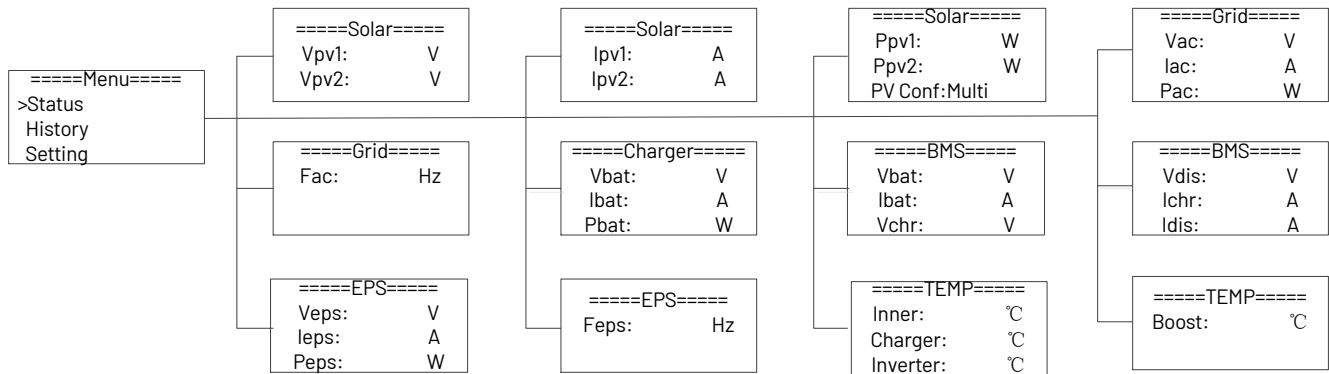 =====Menu=====
>Status
History
Setting
=====Solar=====
Vpv1: V
Vpv2: V
=====Solar=====
Ipv1: A
Ipv2: A
=====Solar=====
Ppv1: W
Ppv2: W
PV Conf:Multi
=====Grid=====
Vac: V
Iac: A
Pac: W
=====Grid=====
Fac: Hz
=====Charger=====
Vbat: V
Ibat: A
Pbat: W
=====BMS=====
Vbat: V
Ibat: A
Vchr: V
=====BMS=====
Vdis: V
Ichr: A
Idis: A
=====EPS=====
Veps: V
Ieps: A
Peps: W
=====EPS=====
Feps: Hz
=====TEMP=====
Inner: ℃
Charger: ℃
Inverter: ℃
=====TEMP=====
Boost: ℃